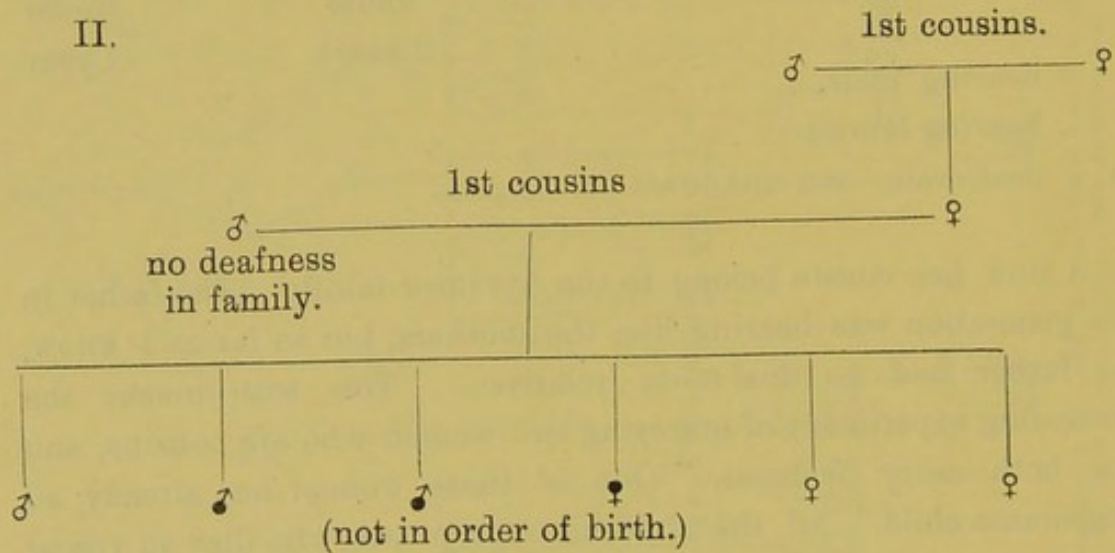 II.
1st cousins.
♂ ♀
1st cousins
♂ ♀
no deafness
in family.
♂ ♂ ♂ ♀ ♀ ♀
(not in order of birth.)